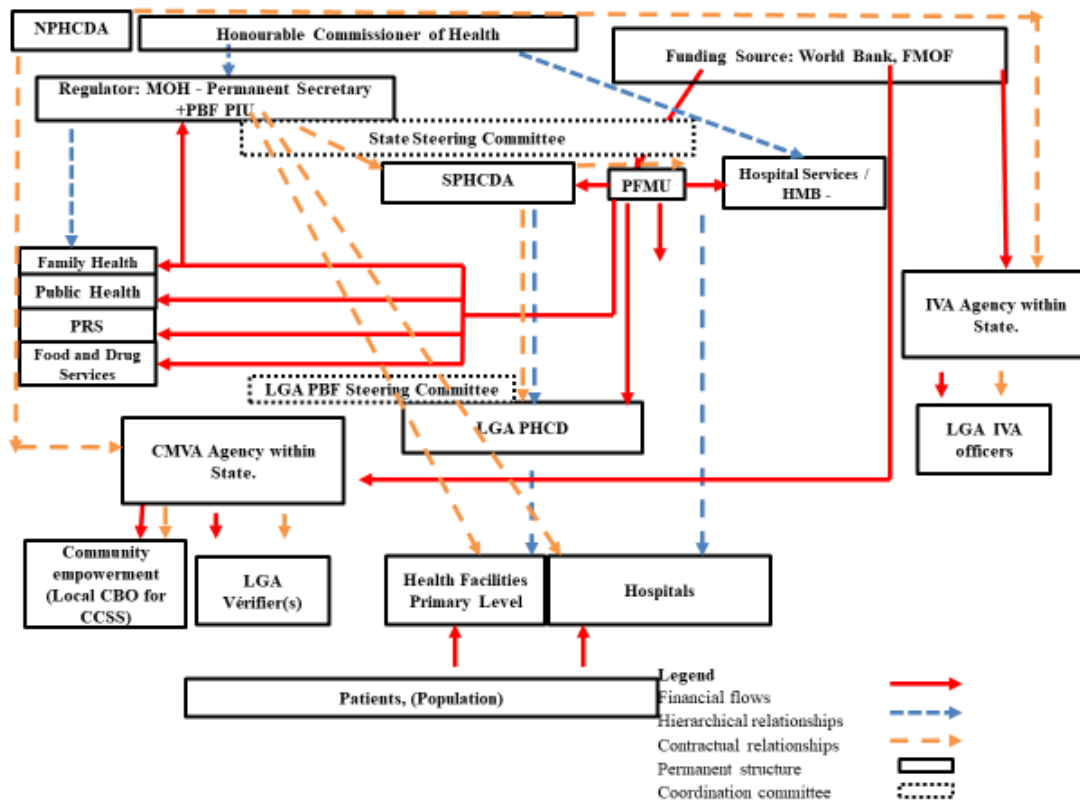 NPHCDA
Honourable Commissioner of Health
Funding Source: World Bank, FMOF
Regulator: MOH - Permanent Secretary
+PBF PIU
State Steering Committee
SPHCDA
PFMU
Hospital Services /
HMB -
Family Health
Public Health
PRS
Food and Drug
Services
IVA Agency within
State.
LGA PBF Steering Committee
LGA PHCD
LGA IVA
officers
CMVA Agency within
State.
Community
empowerment
(Local CBO for
CCSS)
LGA
Vérifier(s)
Health Facilities
Primary Level
Hospitals
Patients, (Population)
Legend
Financial flows
Hierarchical relationships
Contractual relationships
Permanent structure
Coordination committee